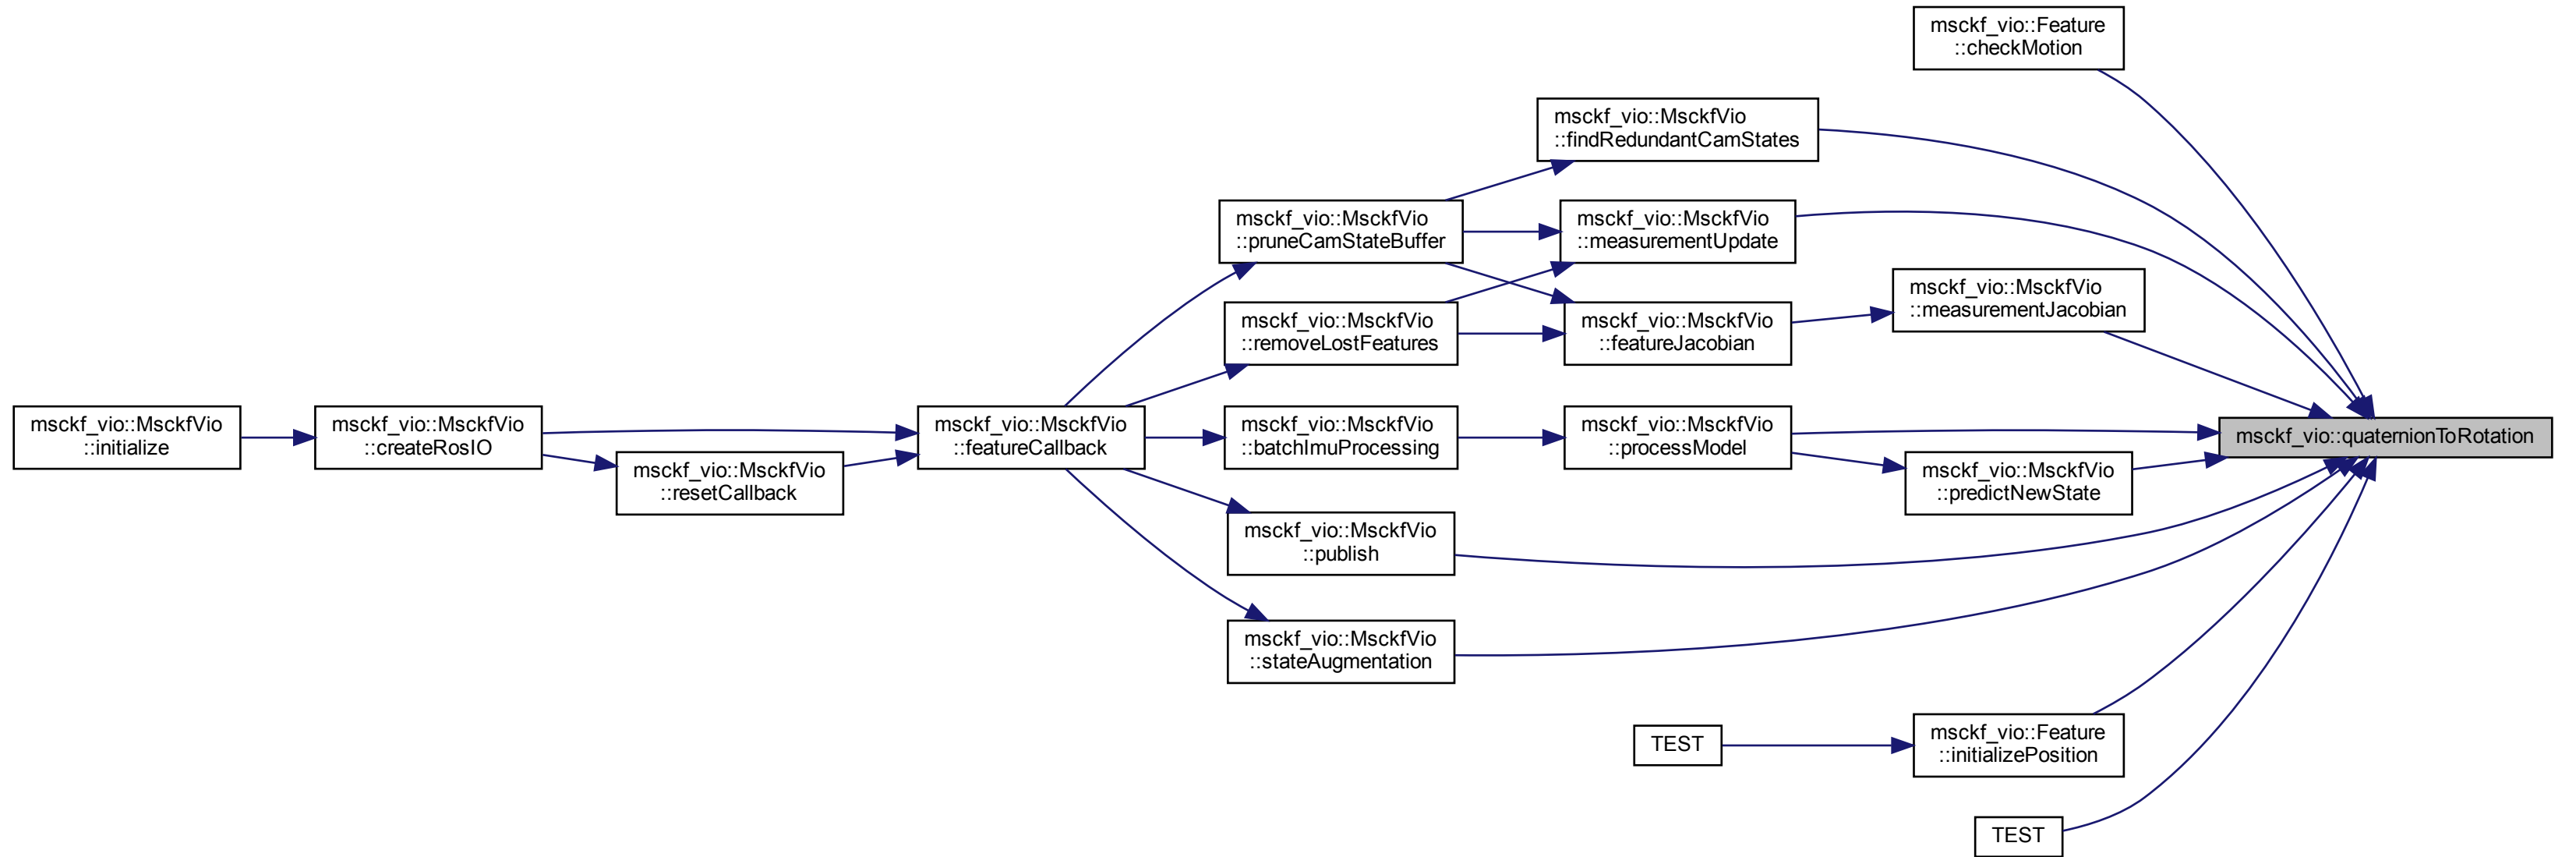 msckf_vio::Feature
::checkMotion
msckf_vio::MsckfVio
::findRedundantCamStates
msckf_vio::MsckfVio
::pruneCamStateBuffer
msckf_vio::MsckfVio
::measurementUpdate
msckf_vio::MsckfVio
::measurementJacobian
msckf_vio::MsckfVio
::removeLostFeatures
msckf_vio::MsckfVio
::featureJacobian
msckf_vio::MsckfVio
::initialize
msckf_vio::MsckfVio
::createRosIO
msckf_vio::MsckfVio
::resetCallback
msckf_vio::MsckfVio
::featureCallback
msckf_vio::MsckfVio
::batchImuProcessing
msckf_vio::MsckfVio
::processModel
msckf_vio::quaternionToRotation
msckf_vio::MsckfVio
::predictNewState
msckf_vio::MsckfVio
::publish
msckf_vio::MsckfVio
::stateAugmentation
TEST
msckf_vio::Feature
::initializePosition
TEST